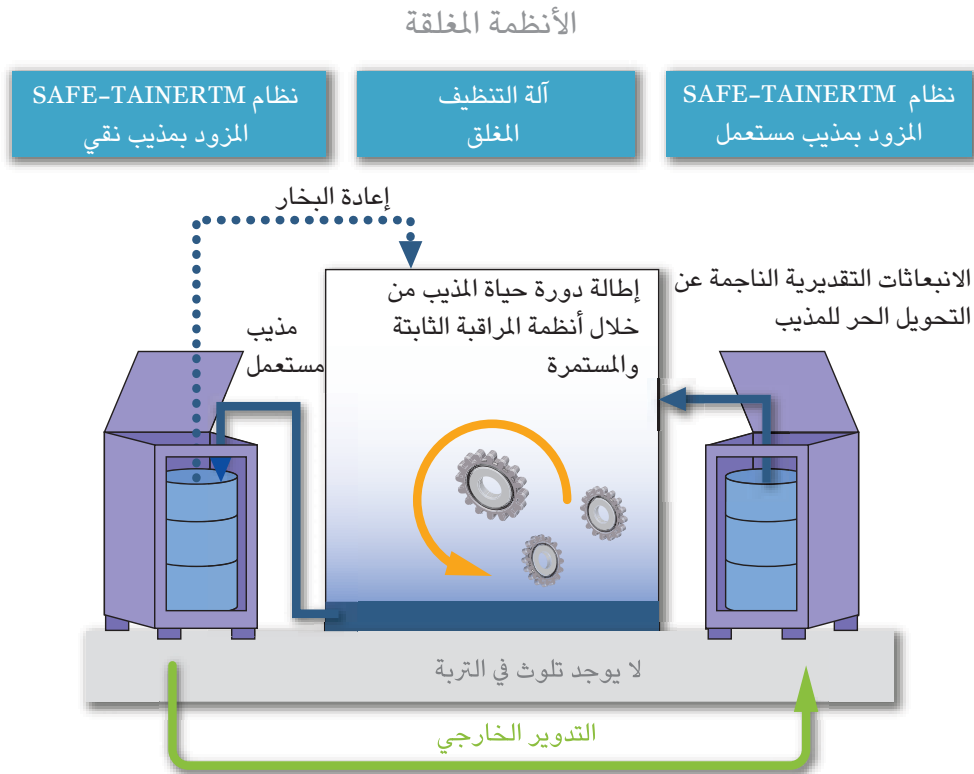 الأنظمة المغلقة
نظام SAFE-TAINERTM
المزود بمذيب مستعمل
آلة التنظيف
المغلق
نظام SAFE-TAINERTM
المزود بمذيب نقي
إعادة البخار
الانبعاثات التقديرية الناجمة عن
التحويل الحر للمذيب
إطالة دورة حياة المذيب من
خلال أنظمة المراقبة الثابتة
والمستمرة
مذيب
مستعمل
لا يوجد تلوث في التربة
التدوير الخارجي